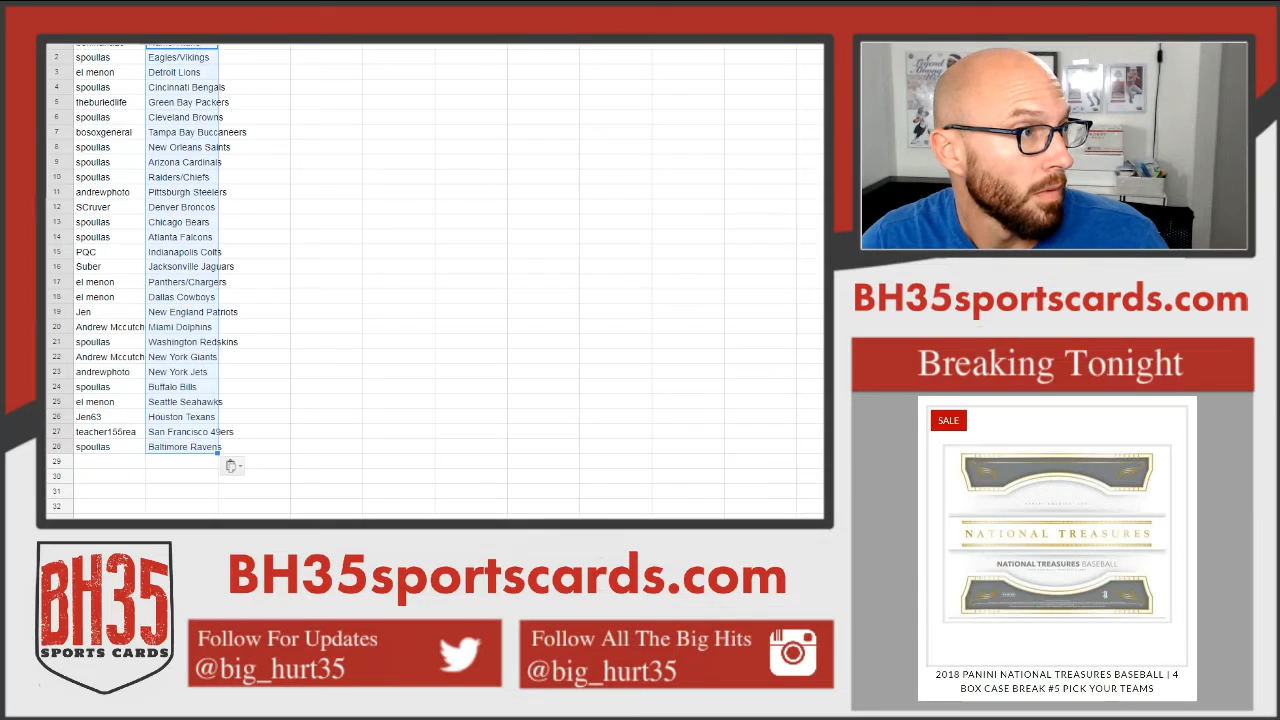 2 spoullas Eagles/Vikings
3 el menon Detroit Lions
4 spoullas Cincinnati Bengals
5 theburiedlife Green Bay Packers
6 spoullas Cleveland Browns
7 bosoxgeneral Tampa Bay Buccaneers
8 spoullas New Orleans Saints
9 spoullas Arizona Cardinals
10 spoullas Raiders/Chiefs
11 andrewphoto Pittsburgh Steelers
12 SCruver Denver Broncos
13 spoullas Chicago Bears
14 spoullas Atlanta Falcons
15 PQC Indianapolis Colts
16 Suber Jacksonville Jaguars
17 el menon Panthers/Chargers
18 el menon Dallas Cowboys
19 Jen New England Patriots
20 Andrew Mccutch Miami Dolphins
21 spoullas Washington Redskins
22 Andrew Mccutch New York Giants
23 andrewphoto New York Jets
24 spoullas Buffalo Bills
25 el menon Seattle Seahawks
26 Jen63 Houston Texans
27 teacher155rea San Francisco 49ers
28 spoullas Baltimore Ravens
29
30
31
32
BH35sportscards.com
Breaking Tonight
SALE
NATIONAL TREASURES
NATIONAL TREASURES BASEBALL
2018 PANINI NATIONAL TREASURES BASEBALL | 4
BOX CASE BREAK #5 PICK YOUR TEAMS
BH35
SPORTS CARDS
BH35sportscards.com
Follow For Updates
@big_hurt35
Follow All The Big Hits
@big_hurt35